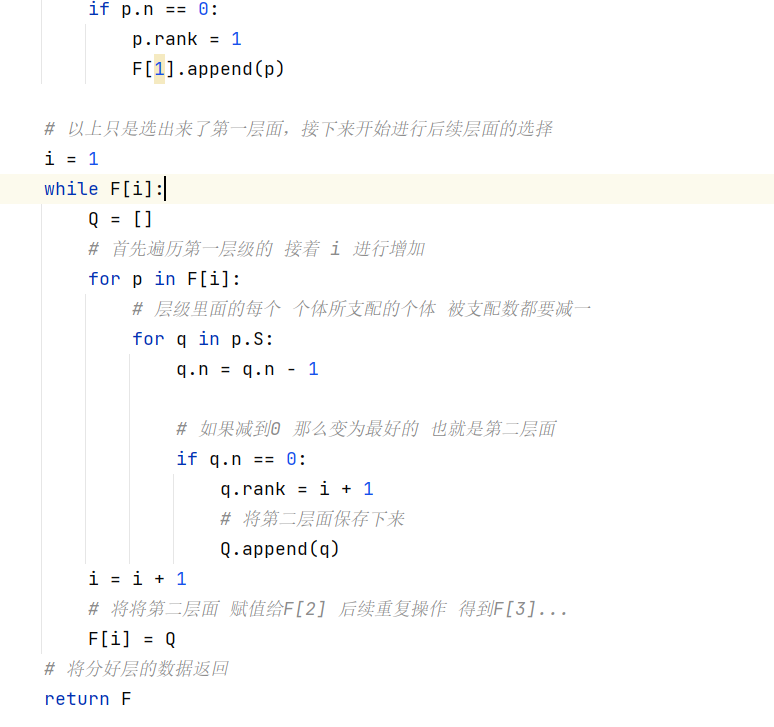 if p.n == 0:
p.rank = 1
F[1].append(p)
# 以上只是选出来了第一层面，接下来开始进行后续层面的选择
i = 1
while F[i]:
Q = []
# 首先遍历第一层级的 接着 i 进行增加
for p in F[i]:
# 层级里面的每个 个体所支配的个体 被支配数都要减一
for q in p.S:
q.n = q.n - 1
# 如果减到0 那么变为最好的 也就是第二层面
if q.n == 0:
q.rank = i + 1
# 将第二层面保存下来
Q.append(q)
i = i + 1
# 将将第二层面 赋值给F[2] 后续重复操作 得到F[3]...
F[i] = Q
# 将分好层的数据返回
return F